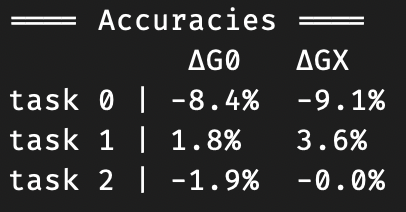 ════ Accuracies ════
ΔG0 ΔGX
task 0 | -8.4% -9.1%
task 1 | 1.8% 3.6%
task 2 | -1.9% -0.0%